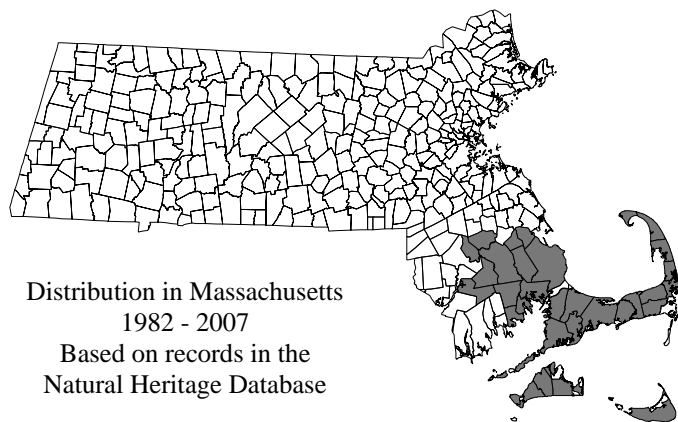 Distribution in Massachusetts
1982 - 2007
Based on records in the
Natural Heritage Database